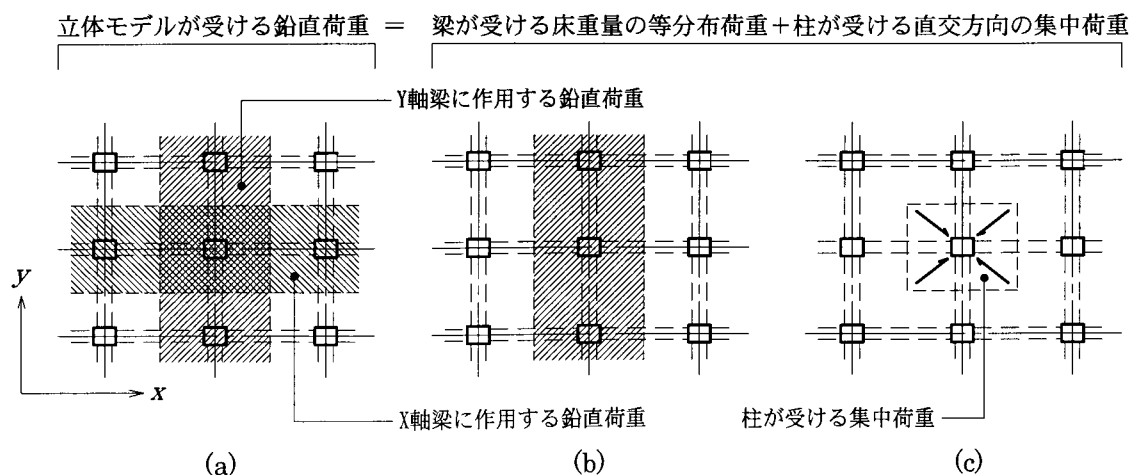 立体モデルが受ける鉛直荷重 = 梁が受ける床重量の等分布荷重+柱が受ける直交方向の集中荷重
Y軸梁に作用する鉛直荷重
y
x
X軸梁に作用する鉛直荷重
柱が受ける集中荷重
(a)
(b)
(c)